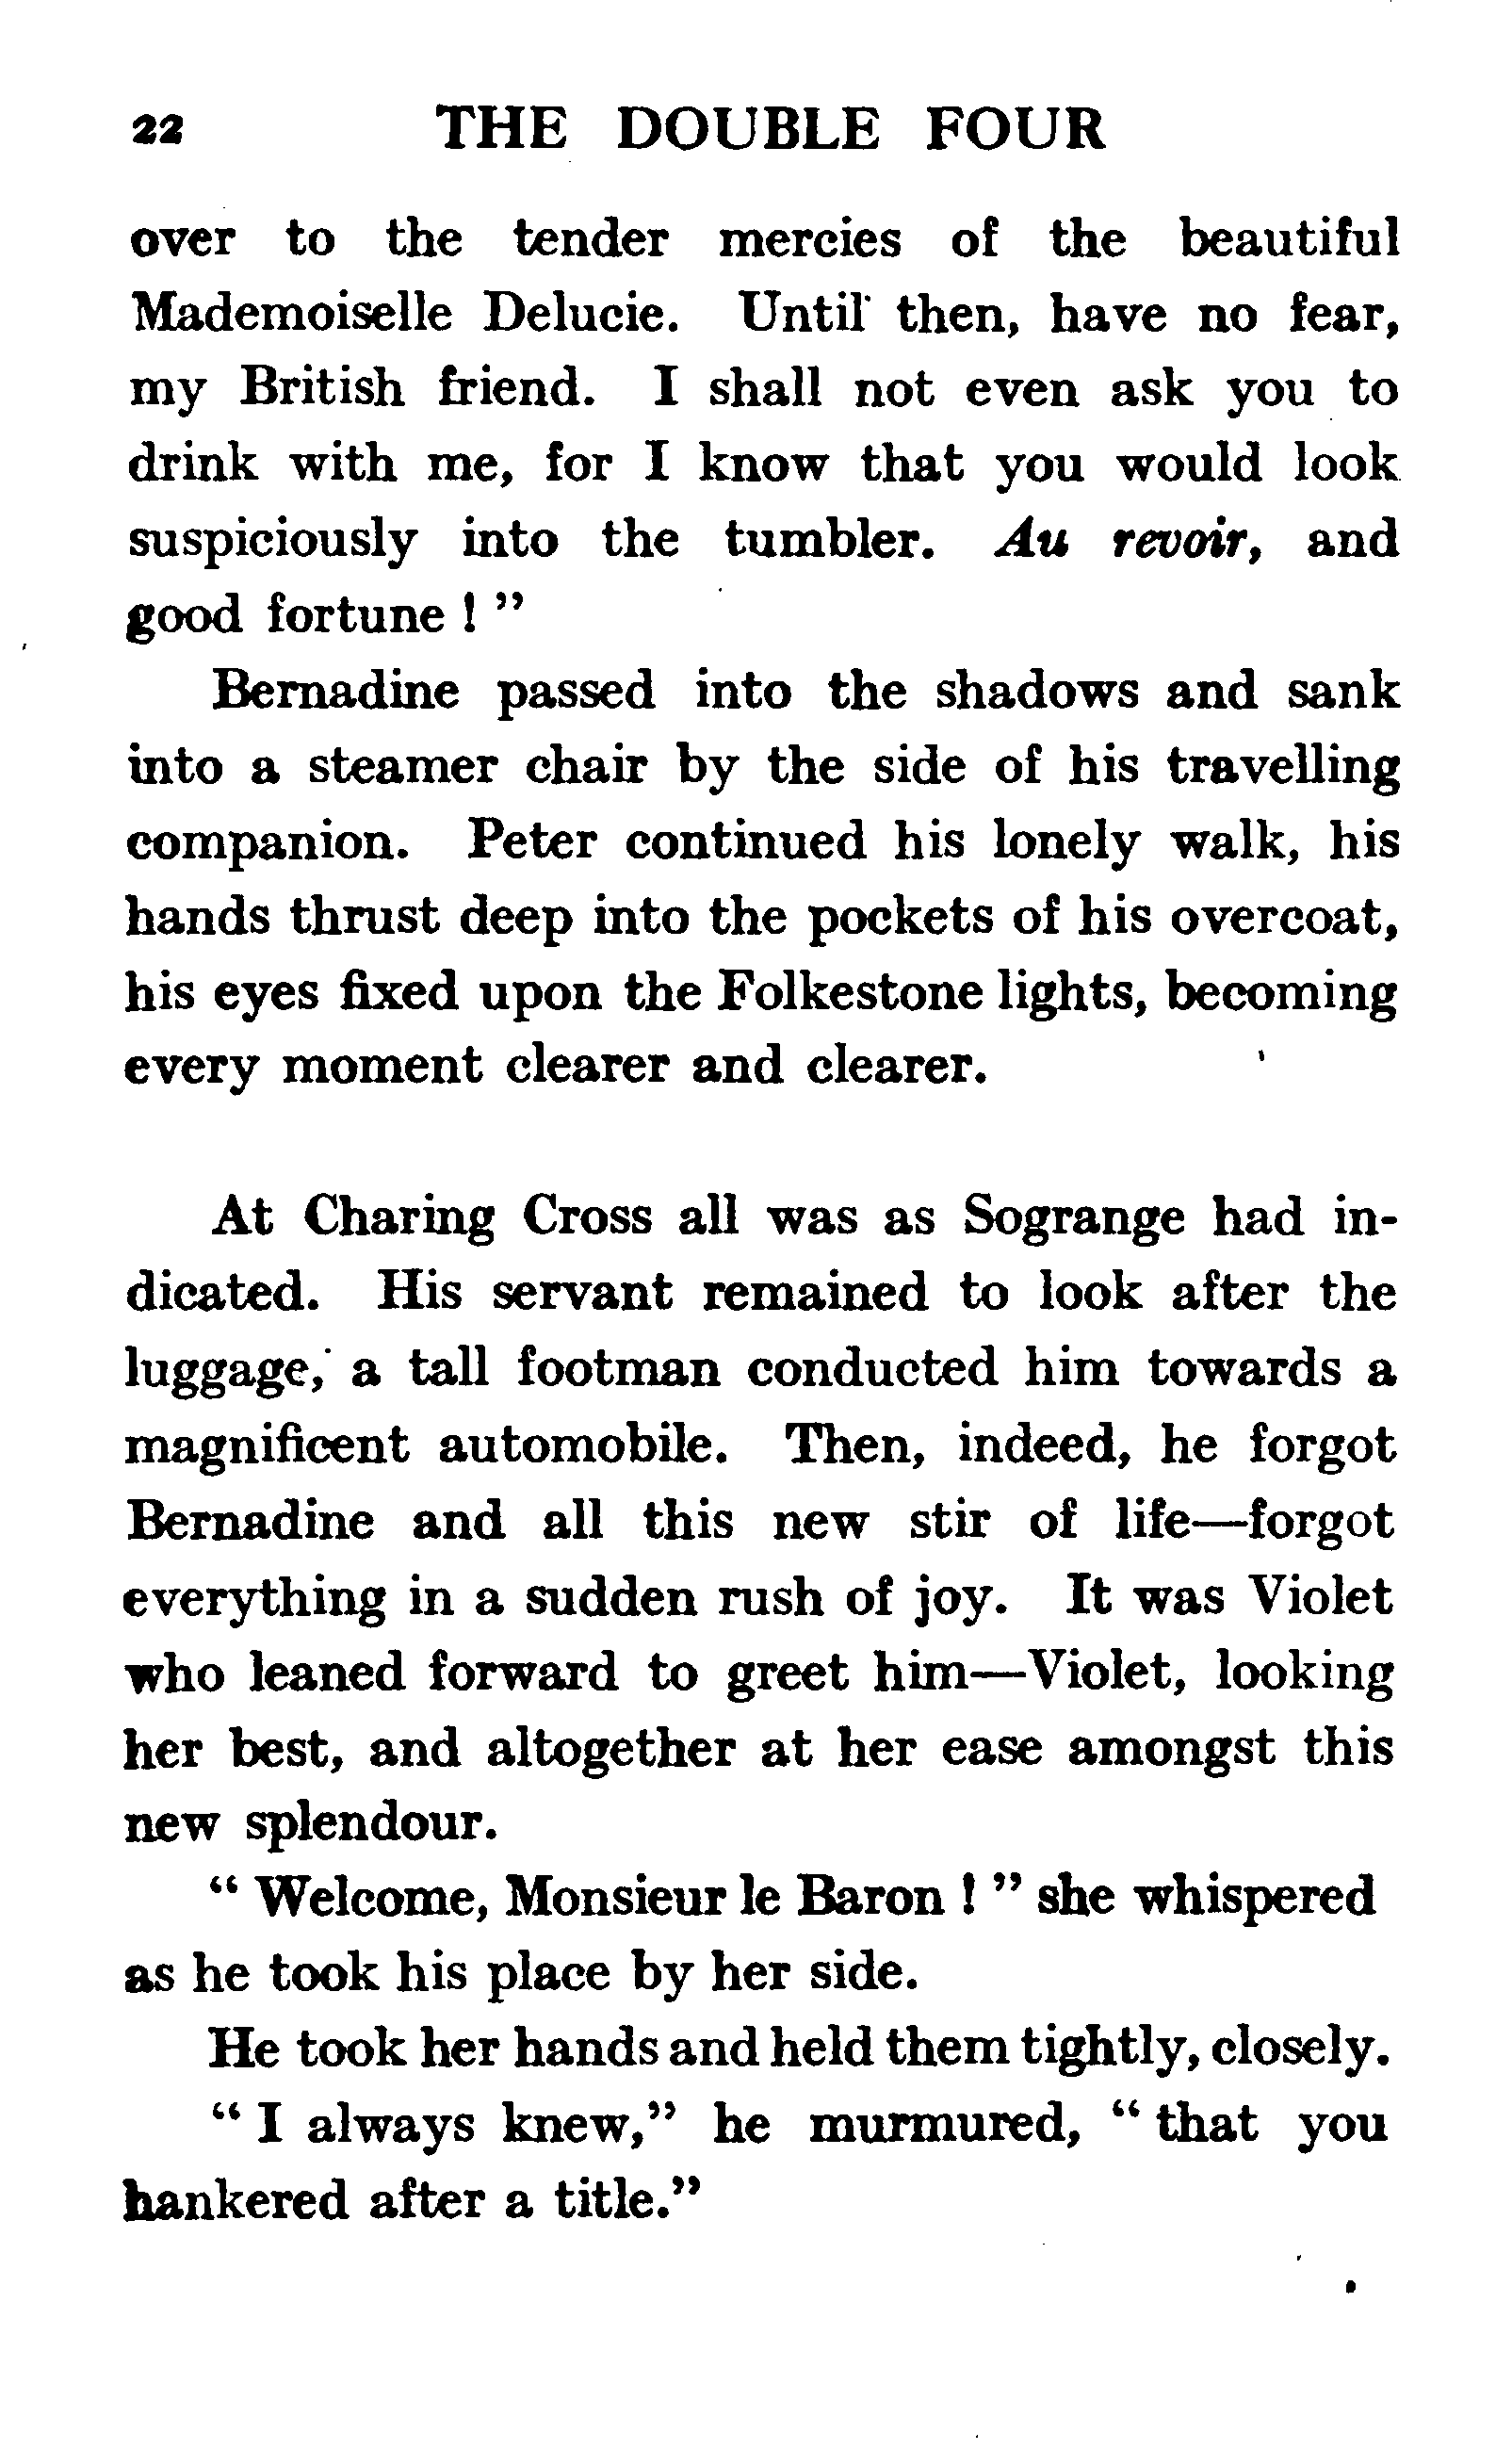 22 THE DOUBLE FOUR
over to the tender mercies of the beautiful
Mademoiselle Delucie. Until then, have no fear,
my British friend. I shall not even ask you to
drink with me, for I know that you would look
suspiciously into the tumbler. Au revoir, and
good fortune ! ”
Bernadine passed into the shadows and sank
into a steamer chair by the side of his travelling
companion. Peter continued his lonely walk, his
hands thrust deep into the pockets of his overcoat,
his eyes fixed upon the Folkestone lights, becoming
every moment clearer and clearer.
At Charing Cross all was as Sogrange had in-
dicated. His servant remained to look after the
luggage, a tall footman conducted him towards a
magnificent automobile. Then, indeed, he forgot
Bernadine and all this new stir of life—forgot
everything in a sudden rush of joy. It was Violet
who leaned forward to greet him—Violet, looking
her best, and altogether at her ease amongst this
new splendour.
“ Welcome, Monsieur le Baron ! ” she whispered
as he took his place by her side.
He took her hands and held them tightly, closely.
“ I always knew,” he murmured, “ that you
hankered after a title.”